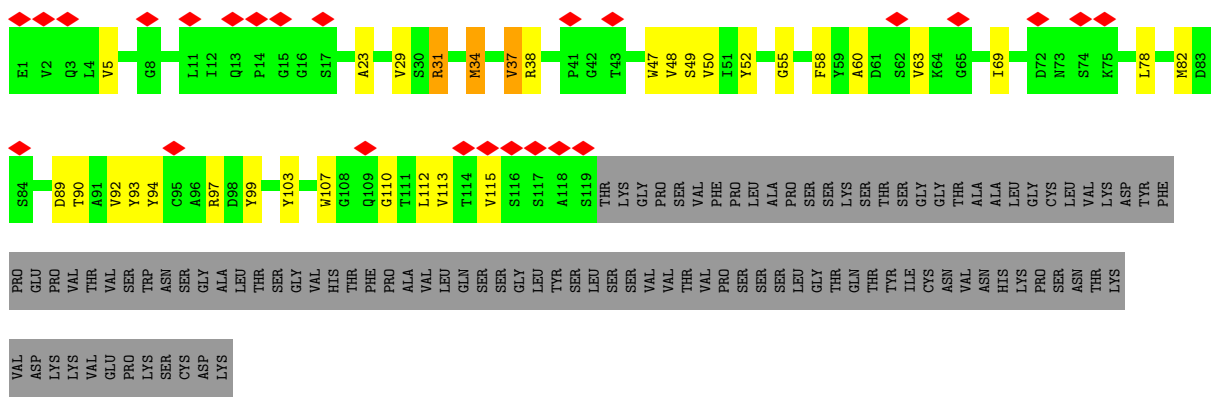 E1 V2 Q3 L4 V5 G8 L11 I12 Q13 P14 G15 G16 S17 A23 V29 S30 R31 M34 V37 R38 P41 G42 T43 W47 V48 S49 V50 I51 Y52 G55 F58 Y59 A60 D61 S62 V63 K64 G65 I69 D72 N73 S74 K75 L78 M82 D83
S84 D89 T90 A91 V92 Y93 Y94 C95 A96 R97 D98 Y99 Y103 W107 G108 Q109 G110 T111 L112 V113 T114 V115 S116 S117 A118 S119 THR LYS GLY PRO SER VAL PHE PRO LEU ALA PRO SER SER LYS SER THR SER GLY GLY THR ALA ALA LEU GLY CYS LEU VAL LYS ASP TYR PHE
PRO GLU PRO VAL THR VAL SER TRP ASN SER GLY ALA LEU THR SER GLY VAL HIS THR PHE PRO ALA VAL LEU GLN SER SER GLY LEU TYR SER LEU SER SER VAL VAL THR VAL PRO SER SER SER LEU GLY THR GLN THR TYR ILE CYS ASN VAL ASN HIS LYS PRO SER ASN THR LYS
VAL ASP LYS LYS VAL GLU PRO LYS SER CYS ASP LYS